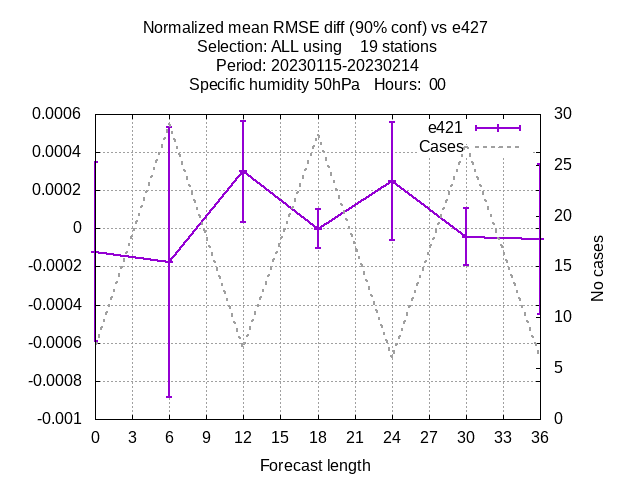 Normalized mean RMSE diff (90% conf) vs e427
Selection: ALL using 19 stations
Period: 20230115-20230214
Specific humidity 50hPa Hours: 00
0.0006
0.0004
0.0002
0
-0.0002
-0.0004
-0.0006
-0.0008
-0.001
30
25
20
15
10
5
0
e421
Cases
No cases
0 3 6 9 12 15 18 21 24 27 30 33 36
Forecast length